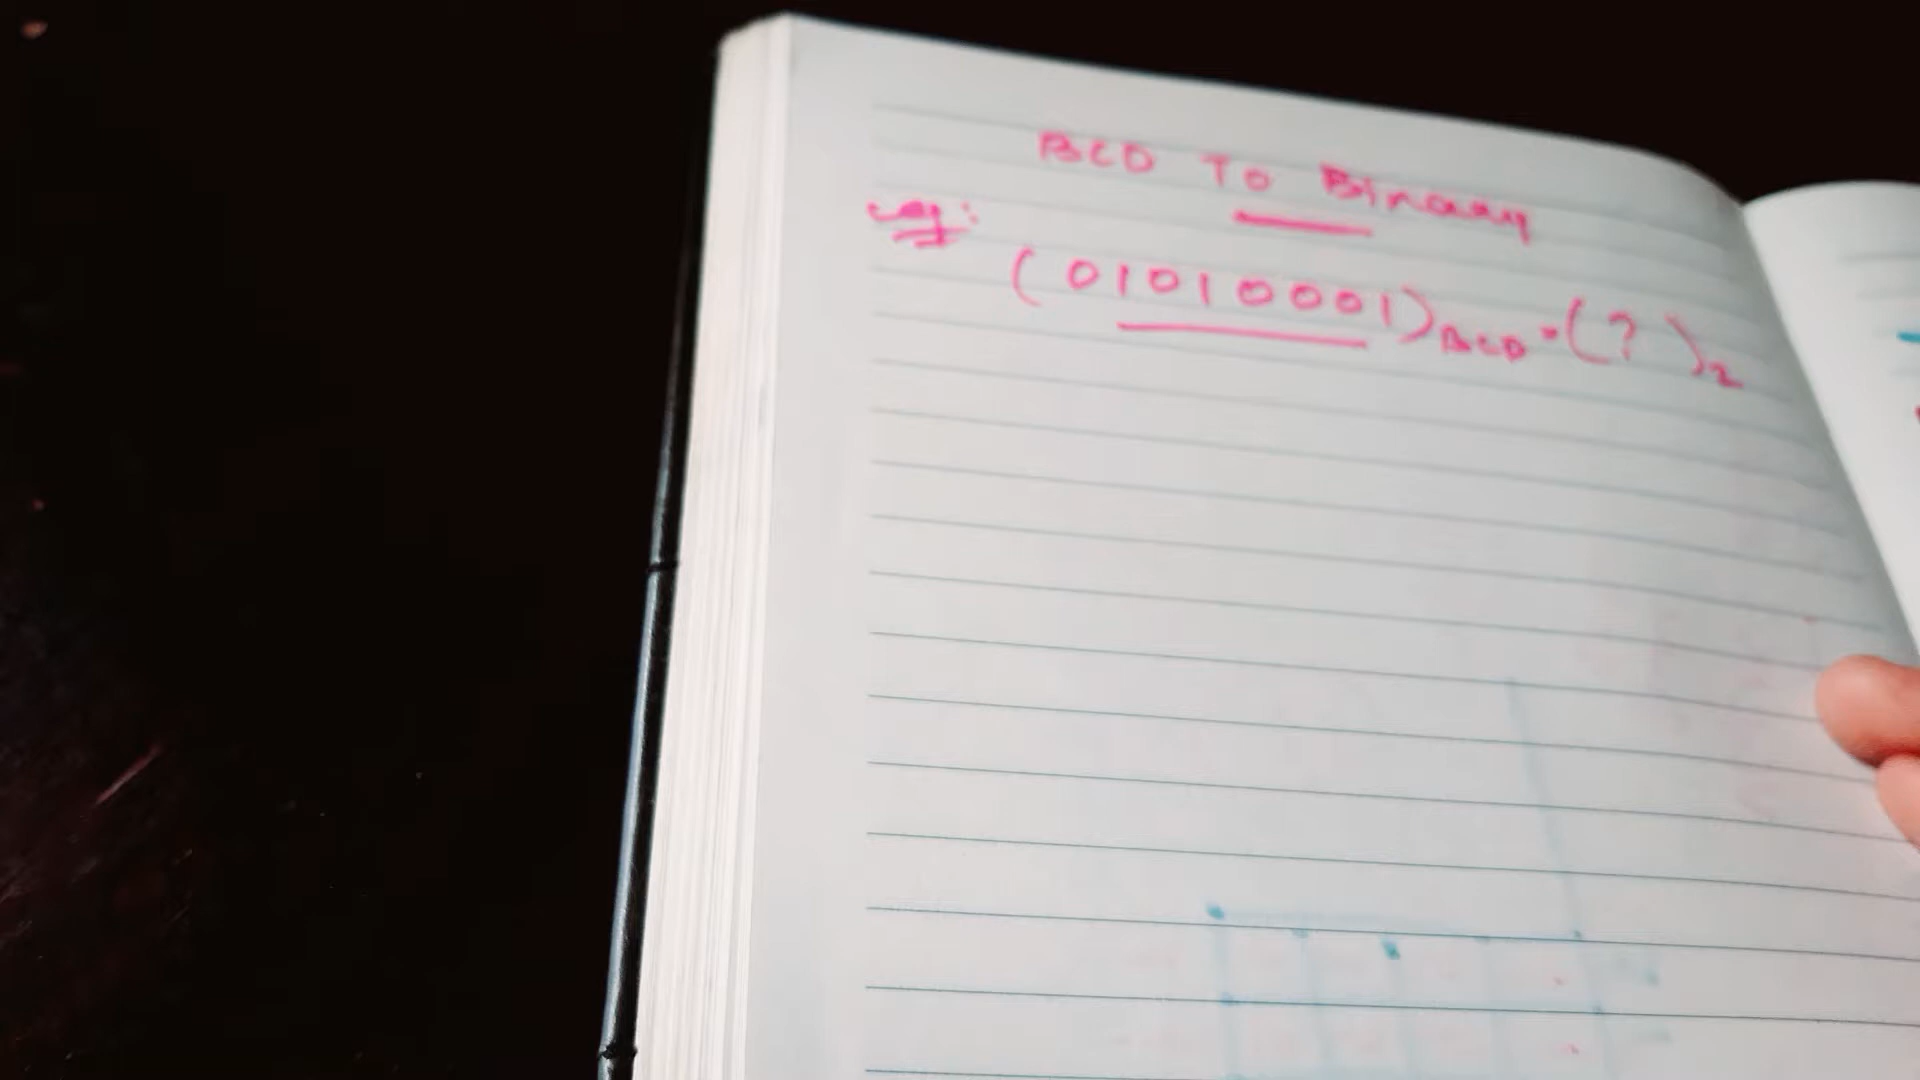 BCD To Binary
eg:
(01010001)BCD = (?)2